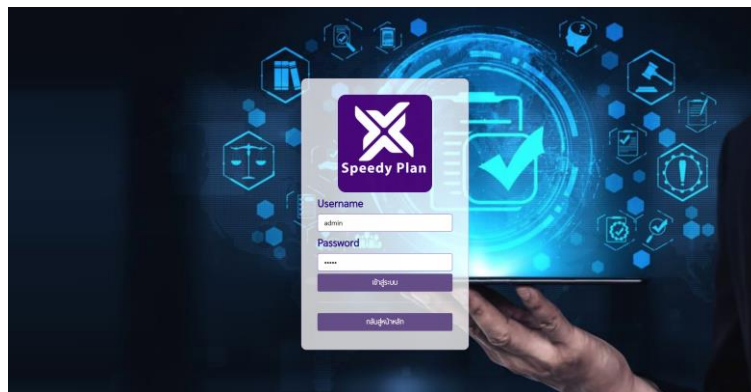 Speedy Plan
Username
admin
Password
•••••
เข้าสู่ระบบ
กลับสู่หน้าหลัก